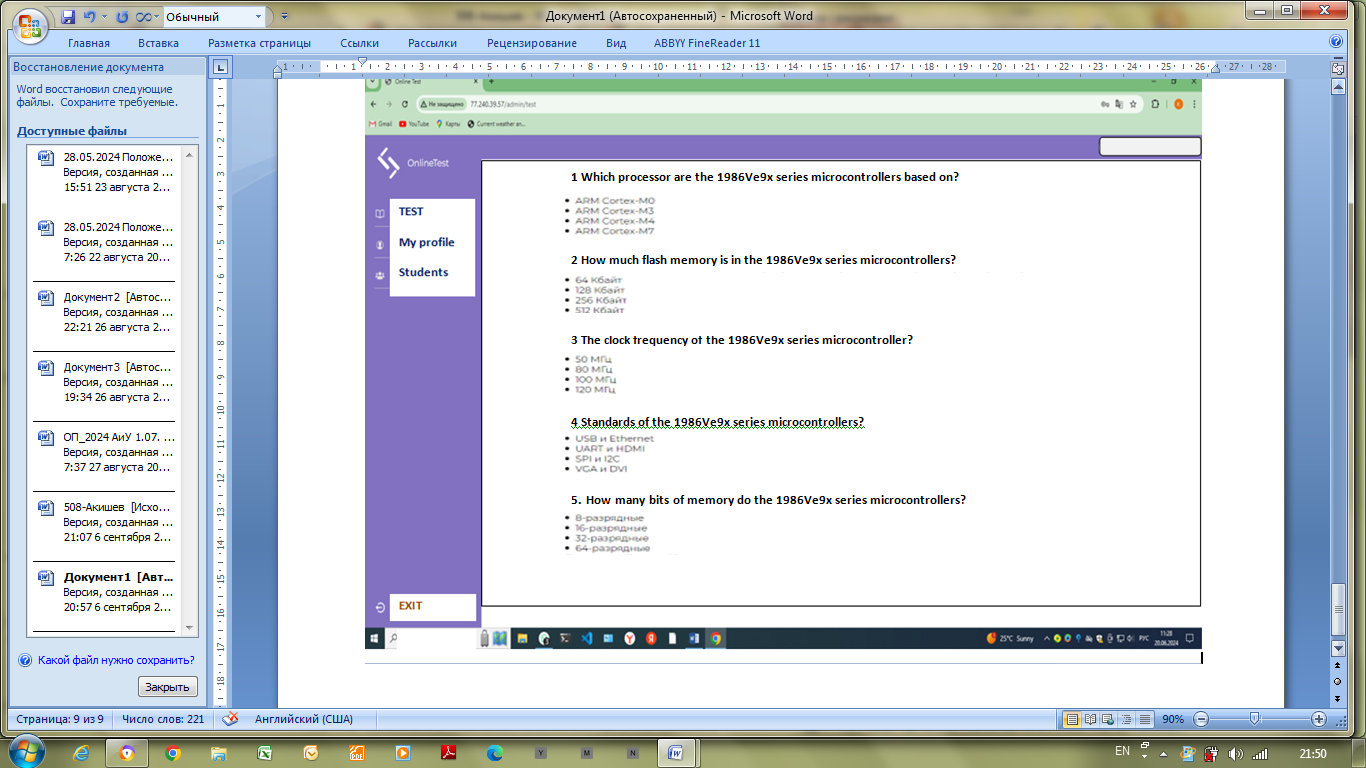 Обычный
Документ1 (Автосохраненный) - Microsoft Word
Главная Вставка Разметка страницы Ссылки Рассылки Рецензирование Вид ABBYY FineReader 11
Восстановление документа
Word восстановил следующие
файлы. Сохраните требуемые.
Доступные файлы
28.05.2024 Положе...
Версия, созданная ...
15:51 23 августа 2...
28.05.2024 Положе...
Версия, созданная ...
7:26 22 августа 20...
Документ2 [Автос...
Версия, созданная ...
22:21 26 августа 2...
Документ3 [Автос...
Версия, созданная ...
19:34 26 августа 2...
ОП_2024 АиУ 1.07. ...
Версия, созданная ...
7:37 27 августа 20...
508-Акишев [Исхо...
Версия, созданная ...
21:07 6 сентября 2...
Документ1 [Авт...
Версия, созданная ...
20:57 6 сентября 2...
Какой файл нужно сохранить?
Закрыть
Online Test
Не защищено 77.240.39.57/admin/test
Gmail YouTube Карты Current weather an...
OnlineTest
TEST
My profile
Students
EXIT
1 Which processor are the 1986Ve9x series microcontrollers based on?
• ARM Cortex-M0
• ARM Cortex-M3
• ARM Cortex-M4
• ARM Cortex-M7
2 How much flash memory is in the 1986Ve9x series microcontrollers?
• 64 Кбайт
• 128 Кбайт
• 256 Кбайт
• 512 Кбайт
3 The clock frequency of the 1986Ve9x series microcontroller?
• 50 МГц
• 80 МГц
• 100 МГц
• 120 МГц
4 Standards of the 1986Ve9x series microcontrollers?
• USB и Ethernet
• UART и HDMI
• SPI и I2C
• VGA и DVI
5. How many bits of memory do the 1986Ve9x series microcontrollers?
• 8-разрядные
• 16-разрядные
• 32-разрядные
• 64-разрядные
25°C Sunny РУС 11:28
20.06.2024
Страница: 9 из 9 Число слов: 221 Английский (США) 90%
EN 21:50